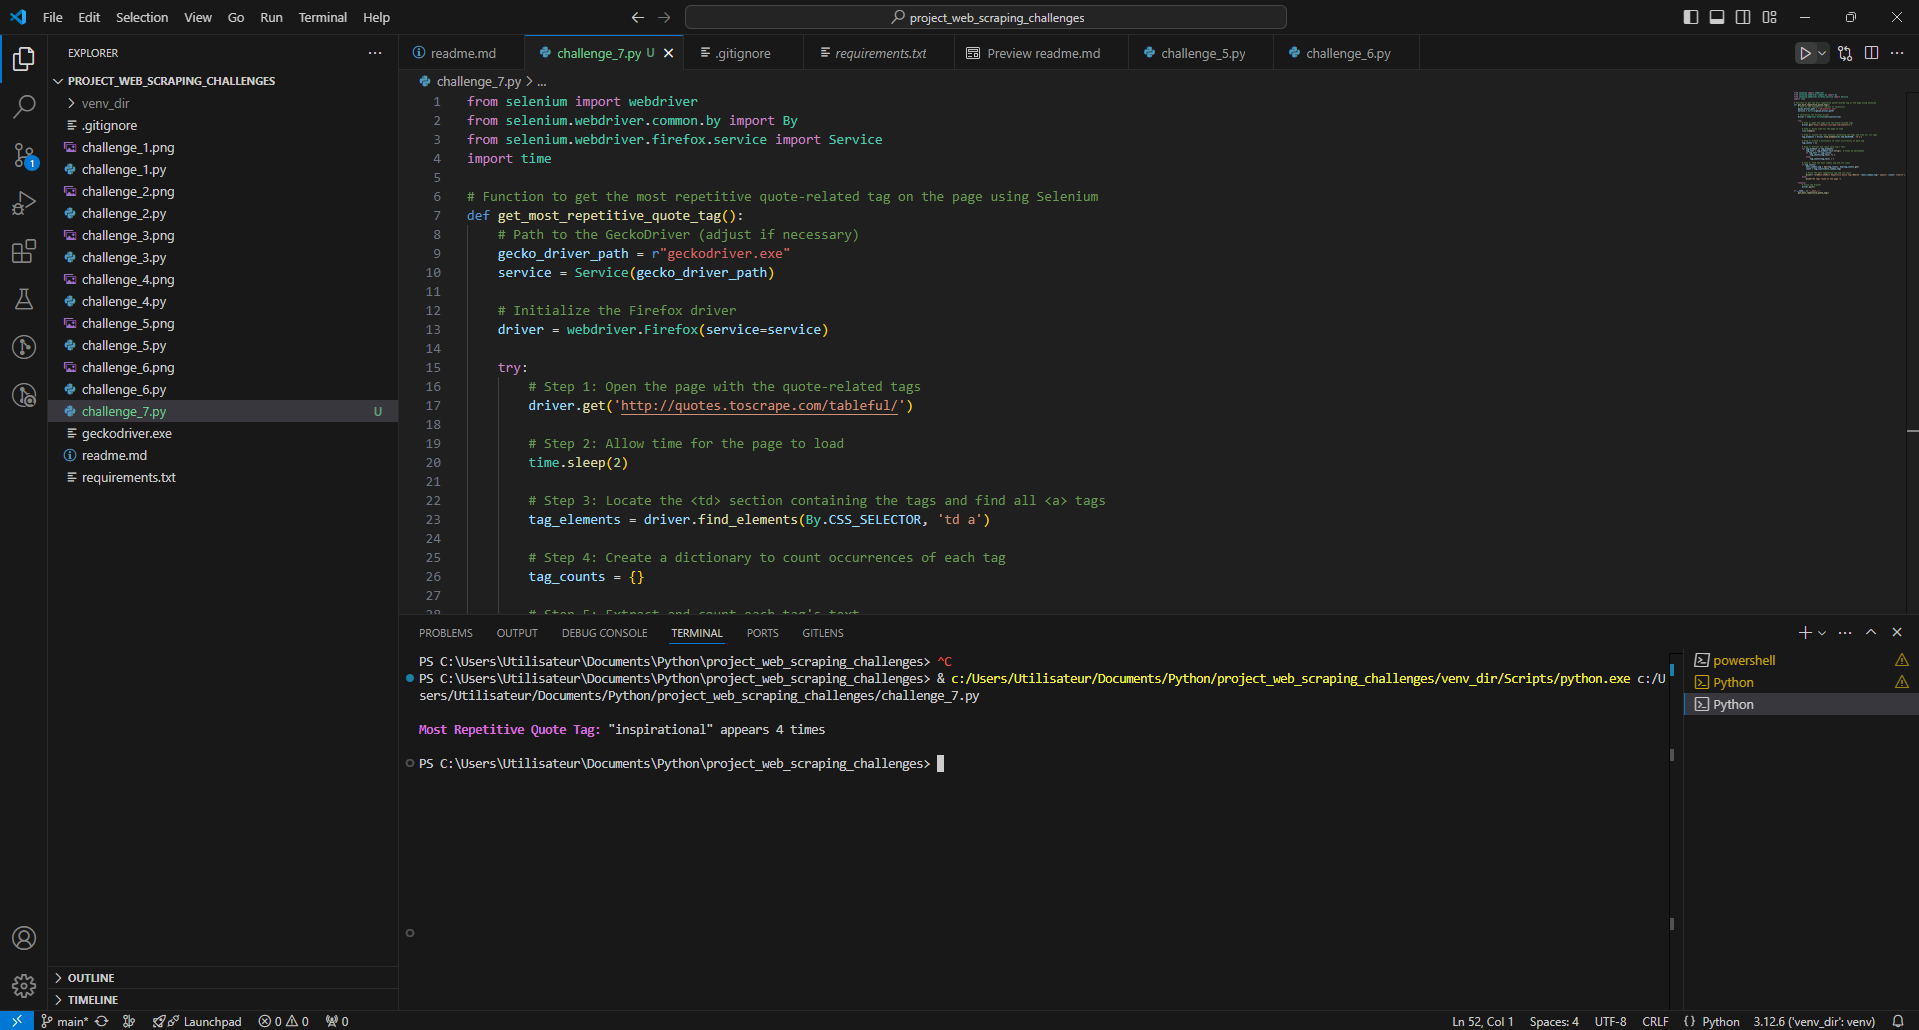 File Edit Selection View Go Run Terminal Help
project_web_scraping_challenges
EXPLORER
PROJECT_WEB_SCRAPING_CHALLENGES
venv_dir
.gitignore
challenge_1.png
challenge_1.py
challenge_2.png
challenge_2.py
challenge_3.png
challenge_3.py
challenge_4.png
challenge_4.py
challenge_5.png
challenge_5.py
challenge_6.png
challenge_6.py
challenge_7.py U
geckodriver.exe
readme.md
requirements.txt
OUTLINE
TIMELINE
1
readme.md challenge_7.py U .gitignore requirements.txt Preview readme.md challenge_5.py challenge_6.py
challenge_7.py > ...
1 from selenium import webdriver
2 from selenium.webdriver.common.by import By
3 from selenium.webdriver.firefox.service import Service
4 import time
5
6 # Function to get the most repetitive quote-related tag on the page using Selenium
7 def get_most_repetitive_quote_tag():
8 # Path to the GeckoDriver (adjust if necessary)
9 gecko_driver_path = r"geckodriver.exe"
10 service = Service(gecko_driver_path)
11
12 # Initialize the Firefox driver
13 driver = webdriver.Firefox(service=service)
14
15 try:
16 # Step 1: Open the page with the quote-related tags
17 driver.get('http://quotes.toscrape.com/tableful/')
18
19 # Step 2: Allow time for the page to load
20 time.sleep(2)
21
22 # Step 3: Locate the <td> section containing the tags and find all <a> tags
23 tag_elements = driver.find_elements(By.CSS_SELECTOR, 'td a')
24
25 # Step 4: Create a dictionary to count occurrences of each tag
26 tag_counts = {}
27
28 # Step 5: Extract and count each tag's text
PROBLEMS OUTPUT DEBUG CONSOLE TERMINAL PORTS GITLENS
PS C:\Users\Utilisateur\Documents\Python\project_web_scraping_challenges> ^C
PS C:\Users\Utilisateur\Documents\Python\project_web_scraping_challenges> & c:/Users/Utilisateur/Documents/Python/project_web_scraping_challenges/venv_dir/Scripts/python.exe c:/U
sers/Utilisateur/Documents/Python/project_web_scraping_challenges/challenge_7.py
Most Repetitive Quote Tag: "inspirational" appears 4 times
PS C:\Users\Utilisateur\Documents\Python\project_web_scraping_challenges>
powershell
Python
Python
main* Launchpad 0 0 0 Ln 52, Col 1 Spaces: 4 UTF-8 CRLF {} Python 3.12.6 ('venv_dir': venv)